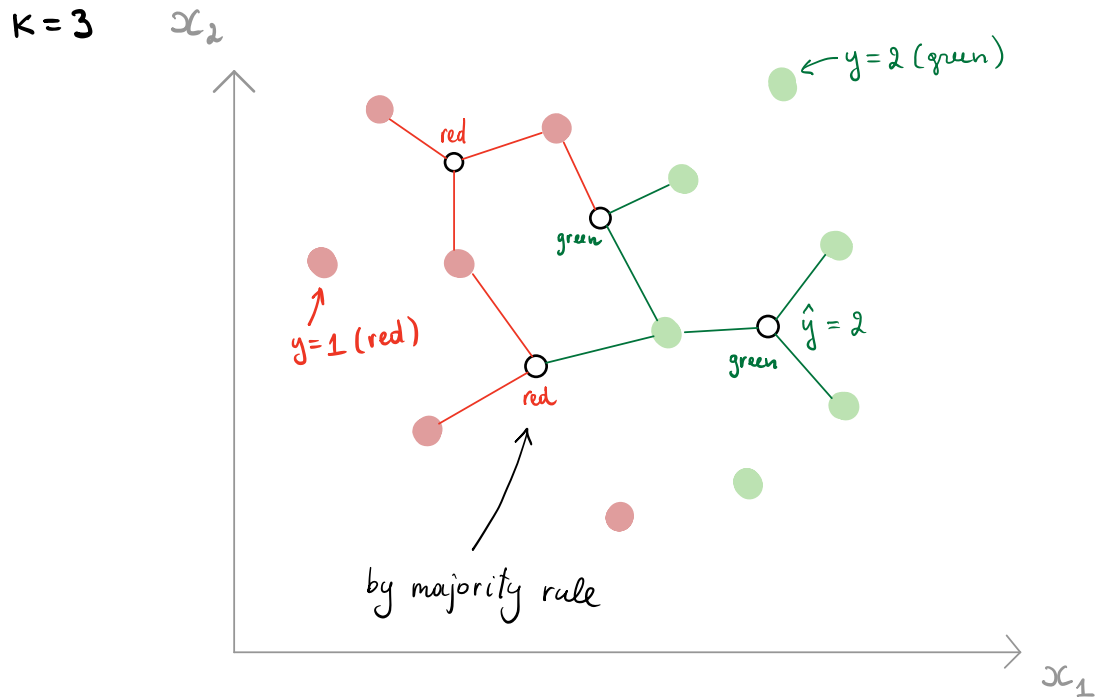 K = 3
x₂
y = 2 (green)
red
green
y = 1 (red)
ŷ = 2
green
red
by majority rule
x₁